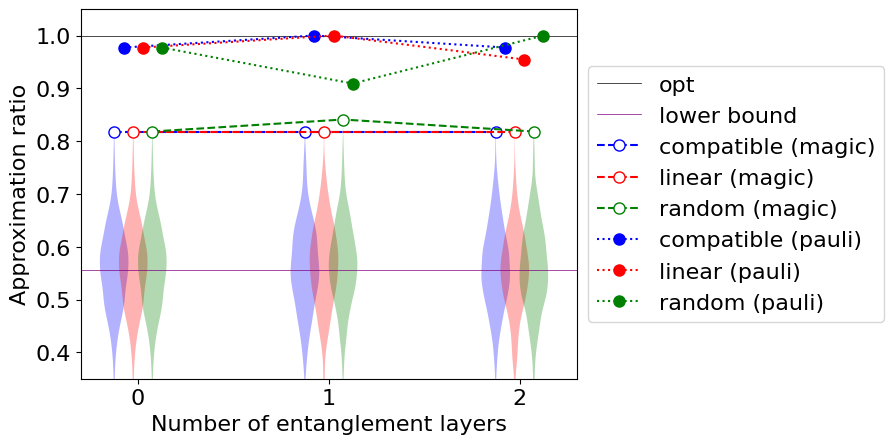 Approximation ratio
1.0
0.9
0.8
0.7
0.6
0.5
0.4
0
1
2
Number of entanglement layers
opt
lower bound
compatible (magic)
linear (magic)
random (magic)
compatible (pauli)
linear (pauli)
random (pauli)